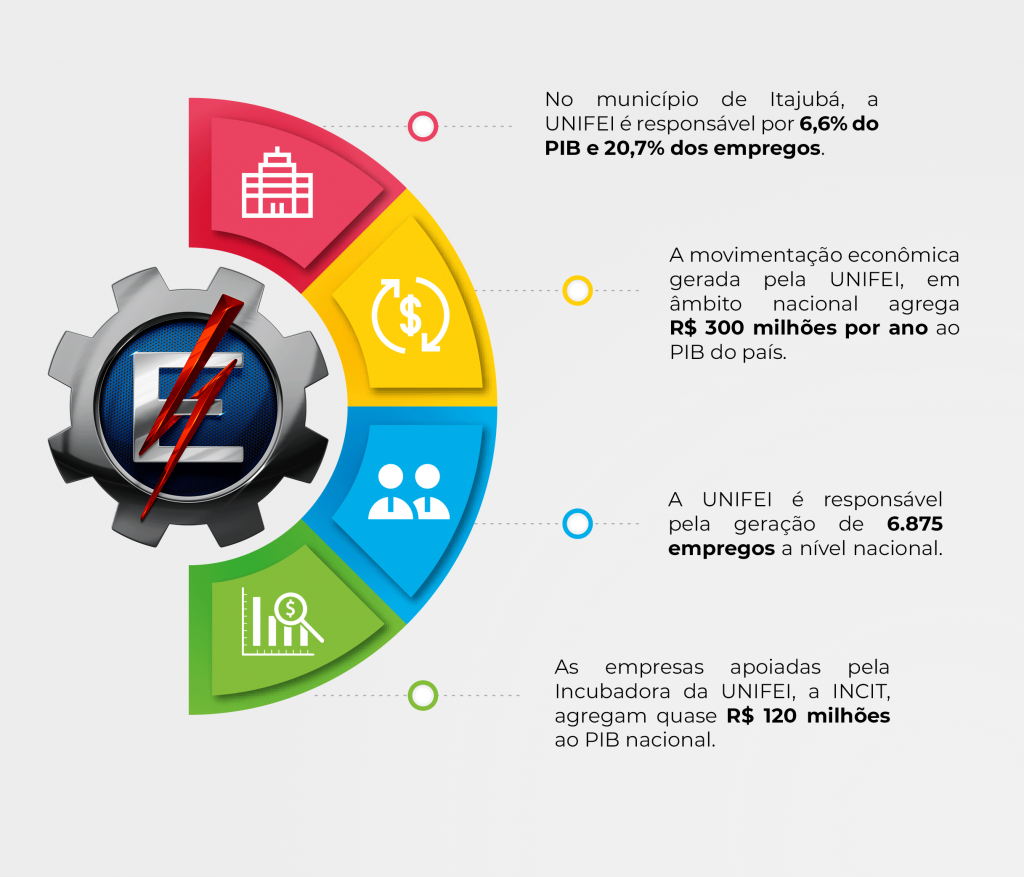 No município de Itajubá, a
UNIFEI é responsável por 6,6% do
PIB e 20,7% dos empregos.
A movimentação econômica
gerada pela UNIFEI, em
âmbito nacional agrega
R$ 300 milhões por ano ao
PIB do país.
A UNIFEI é responsável
pela geração de 6.875
empregos a nível nacional.
As empresas apoiadas pela
Incubadora da UNIFEI, a INCIT,
agregam quase R$ 120 milhões
ao PIB nacional.
$
E
$